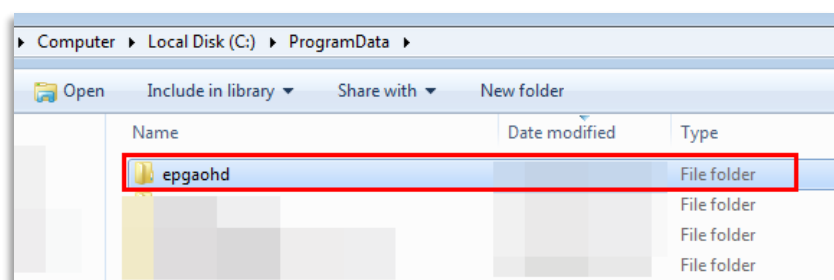 Computer ▸ Local Disk (C:) ▸ ProgramData ▸
Open Include in library ▾ Share with ▾ New folder
Name Date modified Type
epgaohd File folder
File folder
File folder
File folder